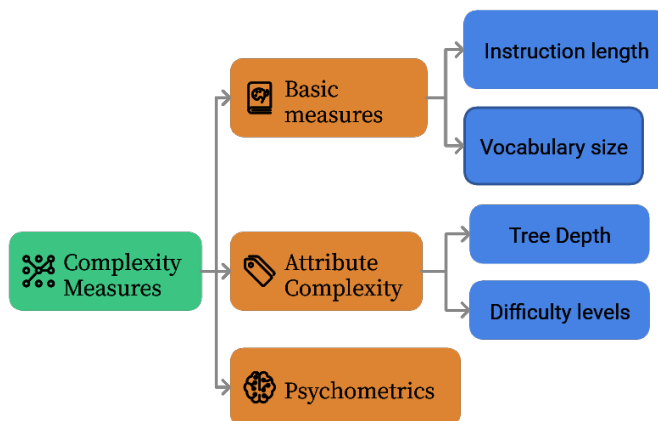 Instruction length
Basic
measures
Vocabulary size
Complexity
Measures
Attribute
Complexity
Tree Depth
Difficulty levels
Psychometrics